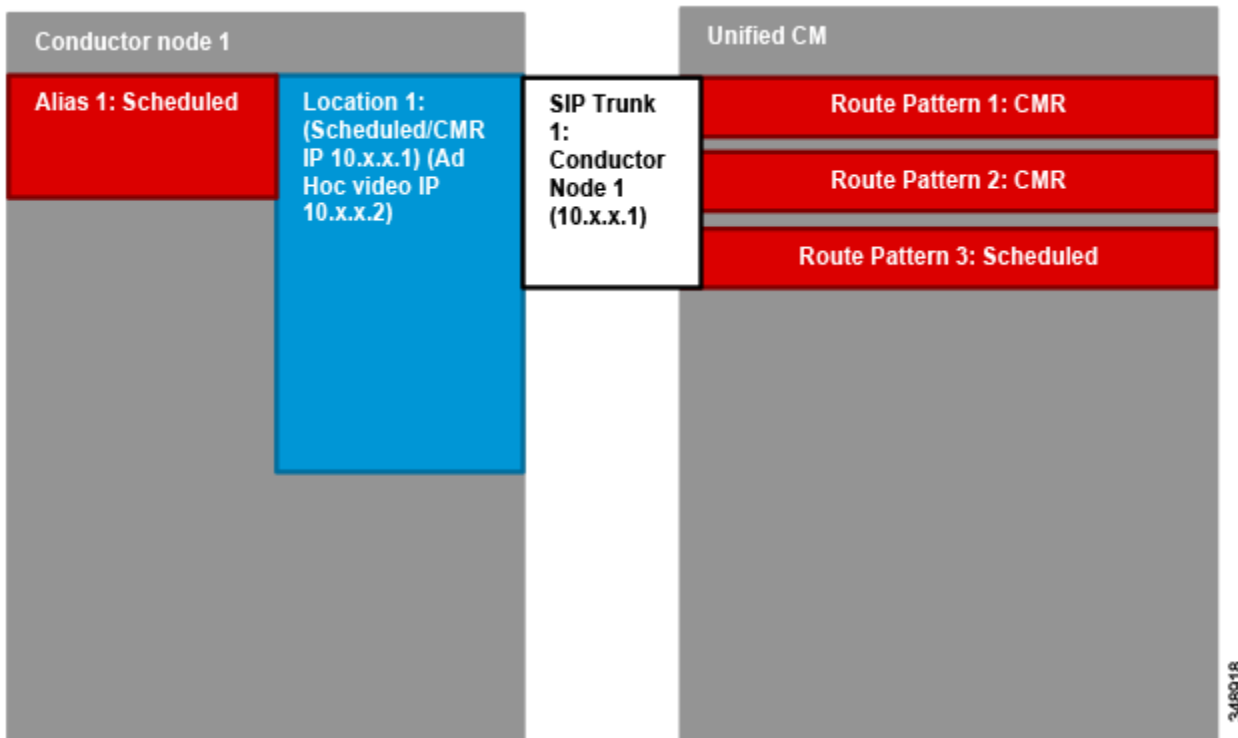 Conductor node 1
Alias 1: Scheduled
Location 1:
(Scheduled/CMR
IP 10.x.x.1) (Ad
Hoc video IP
10.x.x.2)
SIP Trunk
1:
Conductor
Node 1
(10.x.x.1)
Unified CM
Route Pattern 1: CMR
Route Pattern 2: CMR
Route Pattern 3: Scheduled
348918